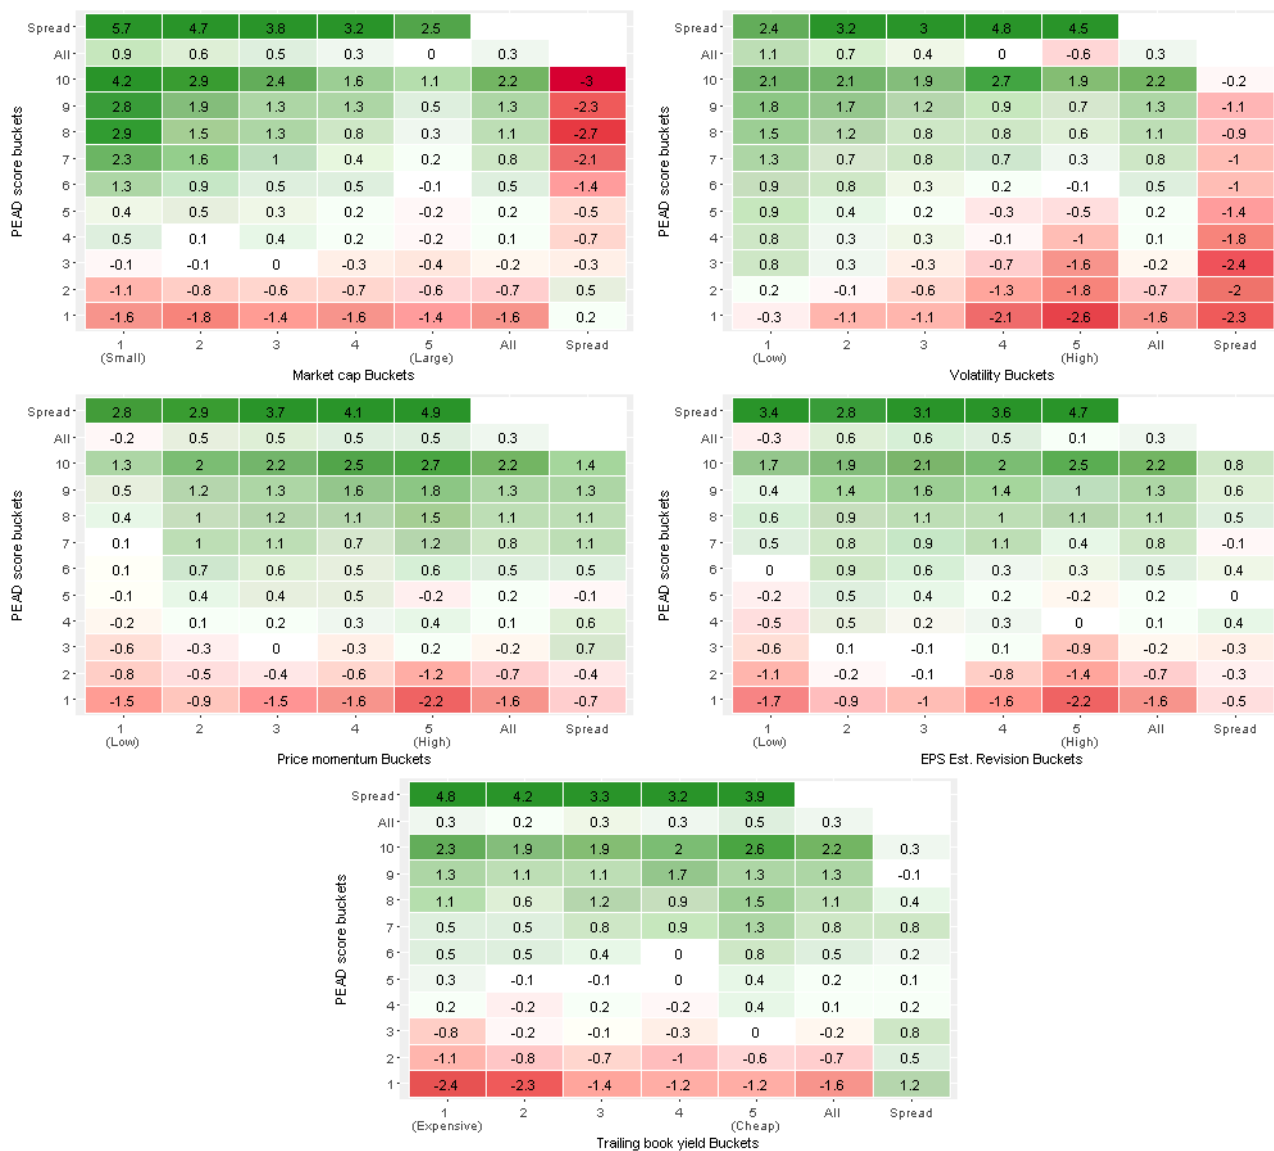 Spread 5.7 4.7 3.8 3.2 2.5
All 0.9 0.6 0.5 0.3 0 0.3
10 4.2 2.9 2.4 1.6 1.1 2.2 -3
9 2.8 1.9 1.3 1.3 0.5 1.3 -2.3
8 2.9 1.5 1.3 0.8 0.3 1.1 -2.7
7 2.3 1.6 1 0.4 0.2 0.8 -2.1
6 1.3 0.9 0.5 0.5 -0.1 0.5 -1.4
5 0.4 0.5 0.3 0.2 -0.2 0.2 -0.5
4 0.5 0.1 0.4 0.2 -0.2 0.1 -0.7
3 -0.1 -0.1 0 -0.3 -0.4 -0.2 -0.3
2 -1.1 -0.8 -0.6 -0.7 -0.6 -0.7 0.5
1 -1.6 -1.8 -1.4 -1.6 -1.4 -1.6 0.2
PEAD score buckets
1 2 3 4 5 All Spread
(Small) (Large)
Market cap Buckets
Spread 2.4 3.2 3 4.8 4.5
All 1.1 0.7 0.4 0 -0.6 0.3
10 2.1 2.1 1.9 2.7 1.9 2.2 -0.2
9 1.8 1.7 1.2 0.9 0.7 1.3 -1.1
8 1.5 1.2 0.8 0.8 0.6 1.1 -0.9
7 1.3 0.7 0.8 0.7 0.3 0.8 -1
6 0.9 0.8 0.3 0.2 -0.1 0.5 -1
5 0.9 0.4 0.2 -0.3 -0.5 0.2 -1.4
4 0.8 0.3 0.3 -0.1 -1 0.1 -1.8
3 0.8 0.3 -0.3 -0.7 -1.6 -0.2 -2.4
2 0.2 -0.1 -0.6 -1.3 -1.8 -0.7 -2
1 -0.3 -1.1 -1.1 -2.1 -2.6 -1.6 -2.3
PEAD score buckets
1 2 3 4 5 All Spread
(Low) (High)
Volatility Buckets
Spread 2.8 2.9 3.7 4.1 4.9
All -0.2 0.5 0.5 0.5 0.5 0.3
10 1.3 2 2.2 2.5 2.7 2.2 1.4
9 0.5 1.2 1.3 1.6 1.8 1.3 1.3
8 0.4 1 1.2 1.1 1.5 1.1 1.1
7 0.1 1 1.1 0.7 1.2 0.8 1.1
6 0.1 0.7 0.6 0.5 0.6 0.5 0.5
5 -0.1 0.4 0.4 0.5 -0.2 0.2 -0.1
4 -0.2 0.1 0.2 0.3 0.4 0.1 0.6
3 -0.6 -0.3 0 -0.3 0.2 -0.2 0.7
2 -0.8 -0.5 -0.4 -0.6 -1.2 -0.7 -0.4
1 -1.5 -0.9 -1.5 -1.6 -2.2 -1.6 -0.7
PEAD score buckets
1 2 3 4 5 All Spread
(Low) (High)
Price momentum Buckets
Spread 3.4 2.8 3.1 3.6 4.7
All -0.3 0.6 0.6 0.5 0.1 0.3
10 1.7 1.9 2.1 2 2.5 2.2 0.8
9 0.4 1.4 1.6 1.4 1 1.3 0.6
8 0.6 0.9 1.1 1 1.1 1.1 0.5
7 0.5 0.8 0.9 1.1 0.4 0.8 -0.1
6 0 0.9 0.6 0.3 0.3 0.5 0.4
5 -0.2 0.5 0.4 0.2 -0.2 0.2 0
4 -0.5 0.5 0.2 0.3 0 0.1 0.4
3 -0.6 0.1 -0.1 0.1 -0.9 -0.2 -0.3
2 -1.1 -0.2 -0.1 -0.8 -1.4 -0.7 -0.3
1 -1.7 -0.9 -1 -1.6 -2.2 -1.6 -0.5
PEAD score buckets
1 2 3 4 5 All Spread
(Low) (High)
EPS Est. Revision Buckets
Spread 4.8 4.2 3.3 3.2 3.9
All 0.3 0.2 0.3 0.3 0.5 0.3
10 2.3 1.9 1.9 2 2.6 2.2 0.3
9 1.3 1.1 1.1 1.7 1.3 1.3 -0.1
8 1.1 0.6 1.2 0.9 1.5 1.1 0.4
7 0.5 0.5 0.8 0.9 1.3 0.8 0.8
6 0.5 0.5 0.4 0 0.8 0.5 0.2
5 0.3 -0.1 -0.1 0 0.4 0.2 0.1
4 0.2 -0.2 0.2 -0.2 0.4 0.1 0.2
3 -0.8 -0.2 -0.1 -0.3 0 -0.2 0.8
2 -1.1 -0.8 -0.7 -1 -0.6 -0.7 0.5
1 -2.4 -2.3 -1.4 -1.2 -1.2 -1.6 1.2
PEAD score buckets
1 2 3 4 5 All Spread
(Expensive) (Cheap)
Trailing book yield Buckets